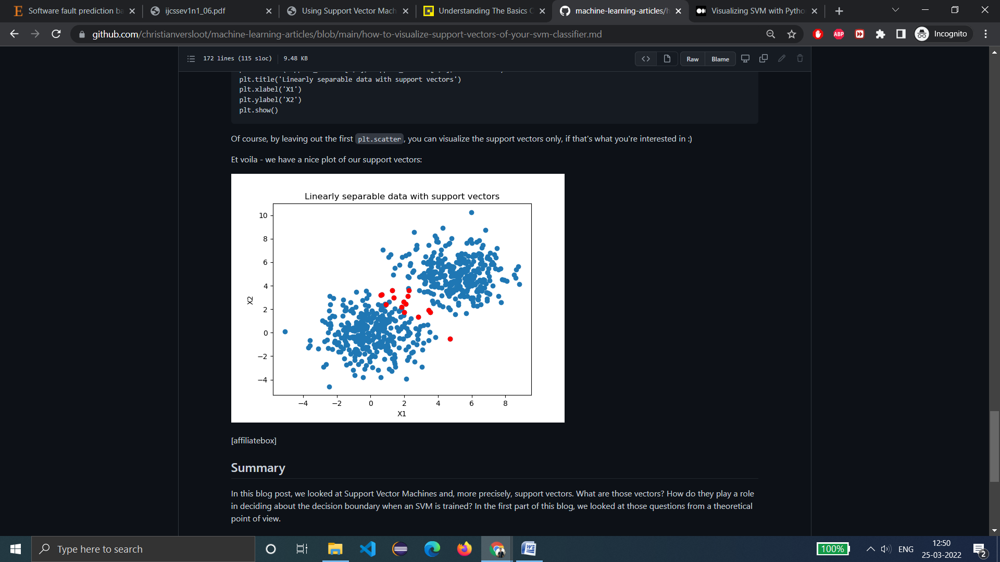 Software fault prediction ba
ijcssev1n1_06.pdf
Using Support Vector Mach
Understanding The Basics
machine-learning-articles/h
Visualizing SVM with Pytho
github.com/christianversloot/machine-learning-articles/blob/main/how-to-visualize-support-vectors-of-your-svm-classifier.md
ABP
Incognito
172 lines (115 sloc)
9.48 KB
Raw
Blame
plt.title('Linearly separable data with support vectors')
plt.xlabel('X1')
plt.ylabel('X2')
plt.show()
Of course, by leaving out the first plt.scatter, you can visualize the support vectors only, if that's what you're interested in :)
Et voila - we have a nice plot of our support vectors:
Linearly separable data with support vectors
10
8
6
4
2
0
−2
−4
X2
−4 −2 0 2 4 6 8
X1
[affiliatebox]
Summary
In this blog post, we looked at Support Vector Machines and, more precisely, support vectors. What are those vectors? How do they play a role
in deciding about the decision boundary when an SVM is trained? In the first part of this blog, we looked at those questions from a theoretical
point of view.
Type here to search
100%
ENG
12:50
25-03-2022
2